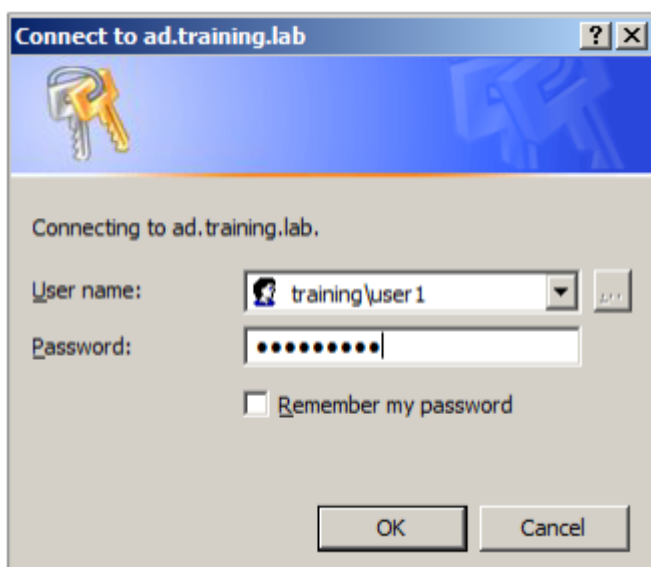 Connect to ad.training.lab
Connecting to ad.training.lab.
User name: training\user1 ...
Password: ●●●●●●●●●
Remember my password
OK Cancel